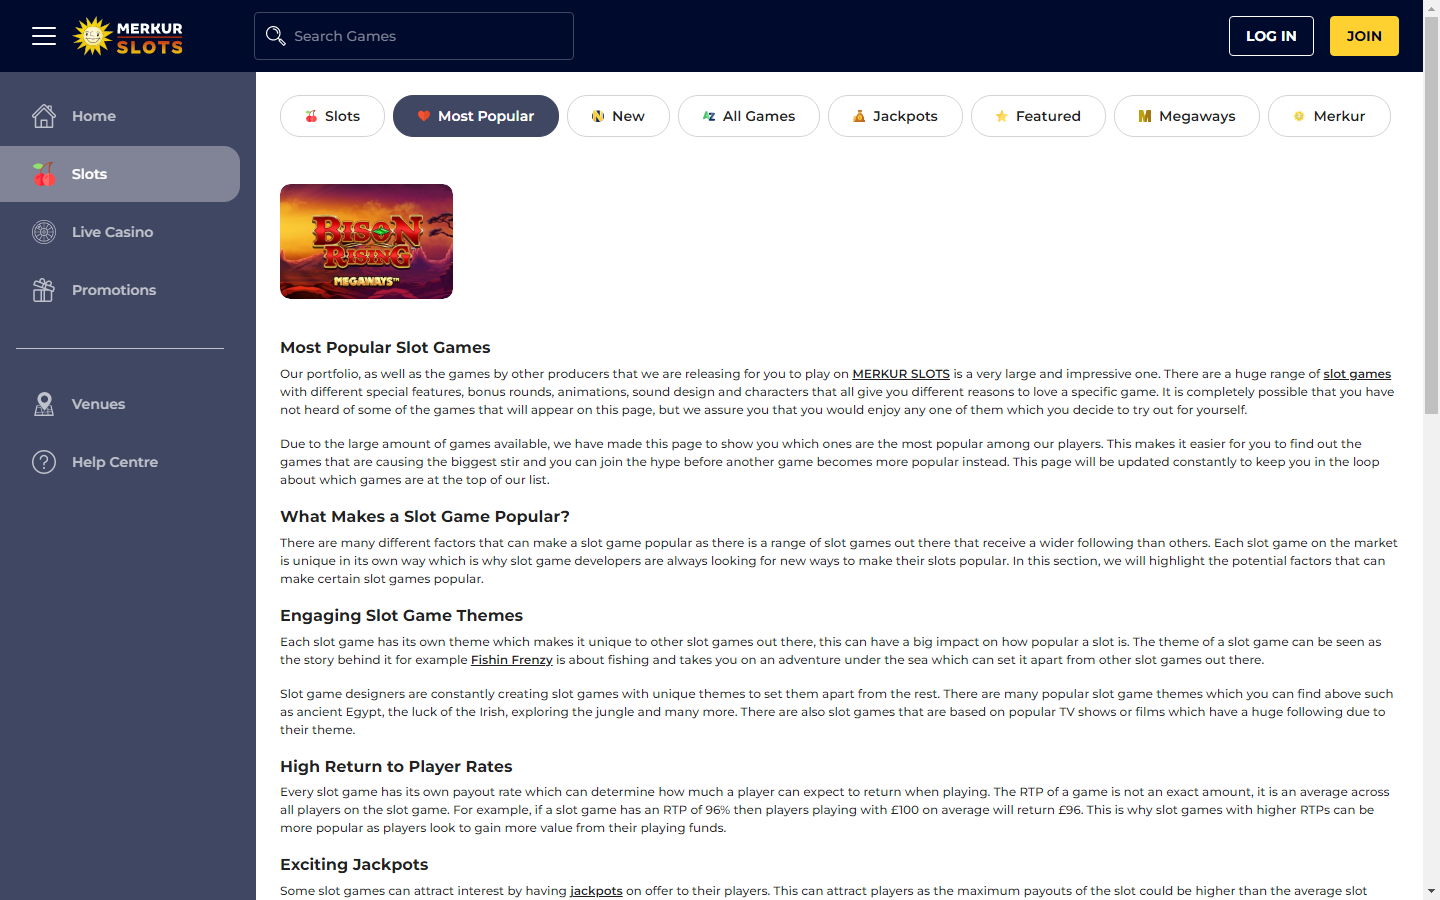 MERKUR
SLOTS
Search Games
LOG IN
JOIN
Home
Slots
Live Casino
Promotions
Venues
Help Centre
Slots
Most Popular
N New
AZ All Games
Jackpots
Featured
M Megaways
Merkur
BISON
RISING
MEGAWAYS™
Most Popular Slot Games
Our portfolio, as well as the games by other producers that we are releasing for you to play on MERKUR SLOTS is a very large and impressive one. There are a huge range of slot games
with different special features, bonus rounds, animations, sound design and characters that all give you different reasons to love a specific game. It is completely possible that you have
not heard of some of the games that will appear on this page, but we assure you that you would enjoy any one of them which you decide to try out for yourself.
Due to the large amount of games available, we have made this page to show you which ones are the most popular among our players. This makes it easier for you to find out the
games that are causing the biggest stir and you can join the hype before another game becomes more popular instead. This page will be updated constantly to keep you in the loop
about which games are at the top of our list.
What Makes a Slot Game Popular?
There are many different factors that can make a slot game popular as there is a range of slot games out there that receive a wider following than others. Each slot game on the market
is unique in its own way which is why slot game developers are always looking for new ways to make their slots popular. In this section, we will highlight the potential factors that can
make certain slot games popular.
Engaging Slot Game Themes
Each slot game has its own theme which makes it unique to other slot games out there, this can have a big impact on how popular a slot is. The theme of a slot game can be seen as
the story behind it for example Fishin Frenzy is about fishing and takes you on an adventure under the sea which can set it apart from other slot games out there.
Slot game designers are constantly creating slot games with unique themes to set them apart from the rest. There are many popular slot game themes which you can find above such
as ancient Egypt, the luck of the Irish, exploring the jungle and many more. There are also slot games that are based on popular TV shows or films which have a huge following due to
their theme.
High Return to Player Rates
Every slot game has its own payout rate which can determine how much a player can expect to return when playing. The RTP of a game is not an exact amount, it is an average across
all players on the slot game. For example, if a slot game has an RTP of 96% then players playing with £100 on average will return £96. This is why slot games with higher RTPs can be
more popular as players look to gain more value from their playing funds.
Exciting Jackpots
Some slot games can attract interest by having jackpots on offer to their players. This can attract players as the maximum payouts of the slot could be higher than the average slot